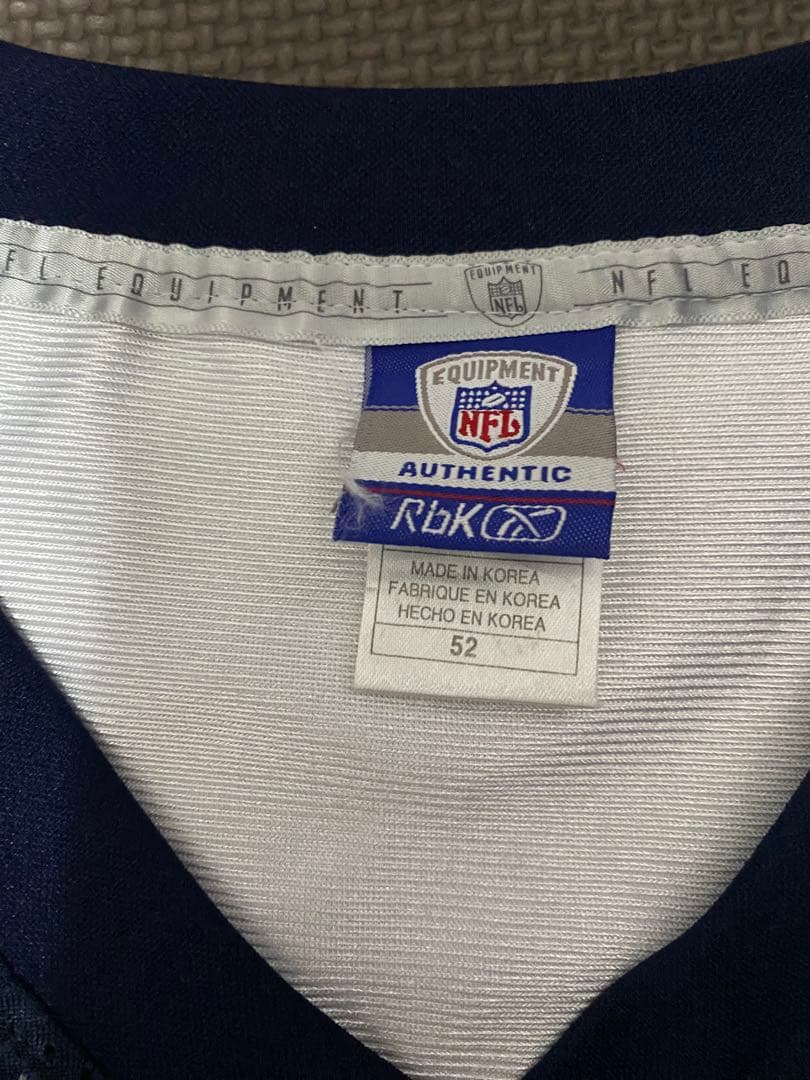 FL EQUIPMENT
EQUIPMENT
NFL
NFL EQ
EQUIPMENT
NFL
AUTHENTIC
RbK
MADE IN KOREA
FABRIQUE EN KOREA
HECHO EN KOREA
52